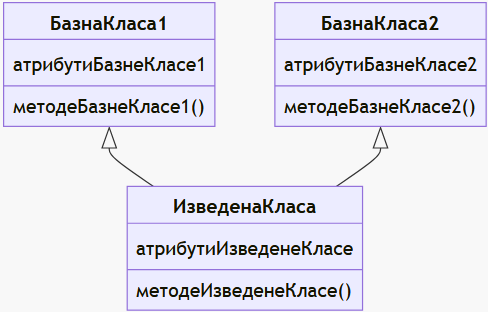 БазнаКласа1
атрибутиБазнеКласе1
методеБазнеКласе1()
БазнаКласа2
атрибутиБазнеКласе2
методеБазнеКласе2()
ИзведенаКласа
атрибутиИзведенеКласе
методеИзведенеКласе()